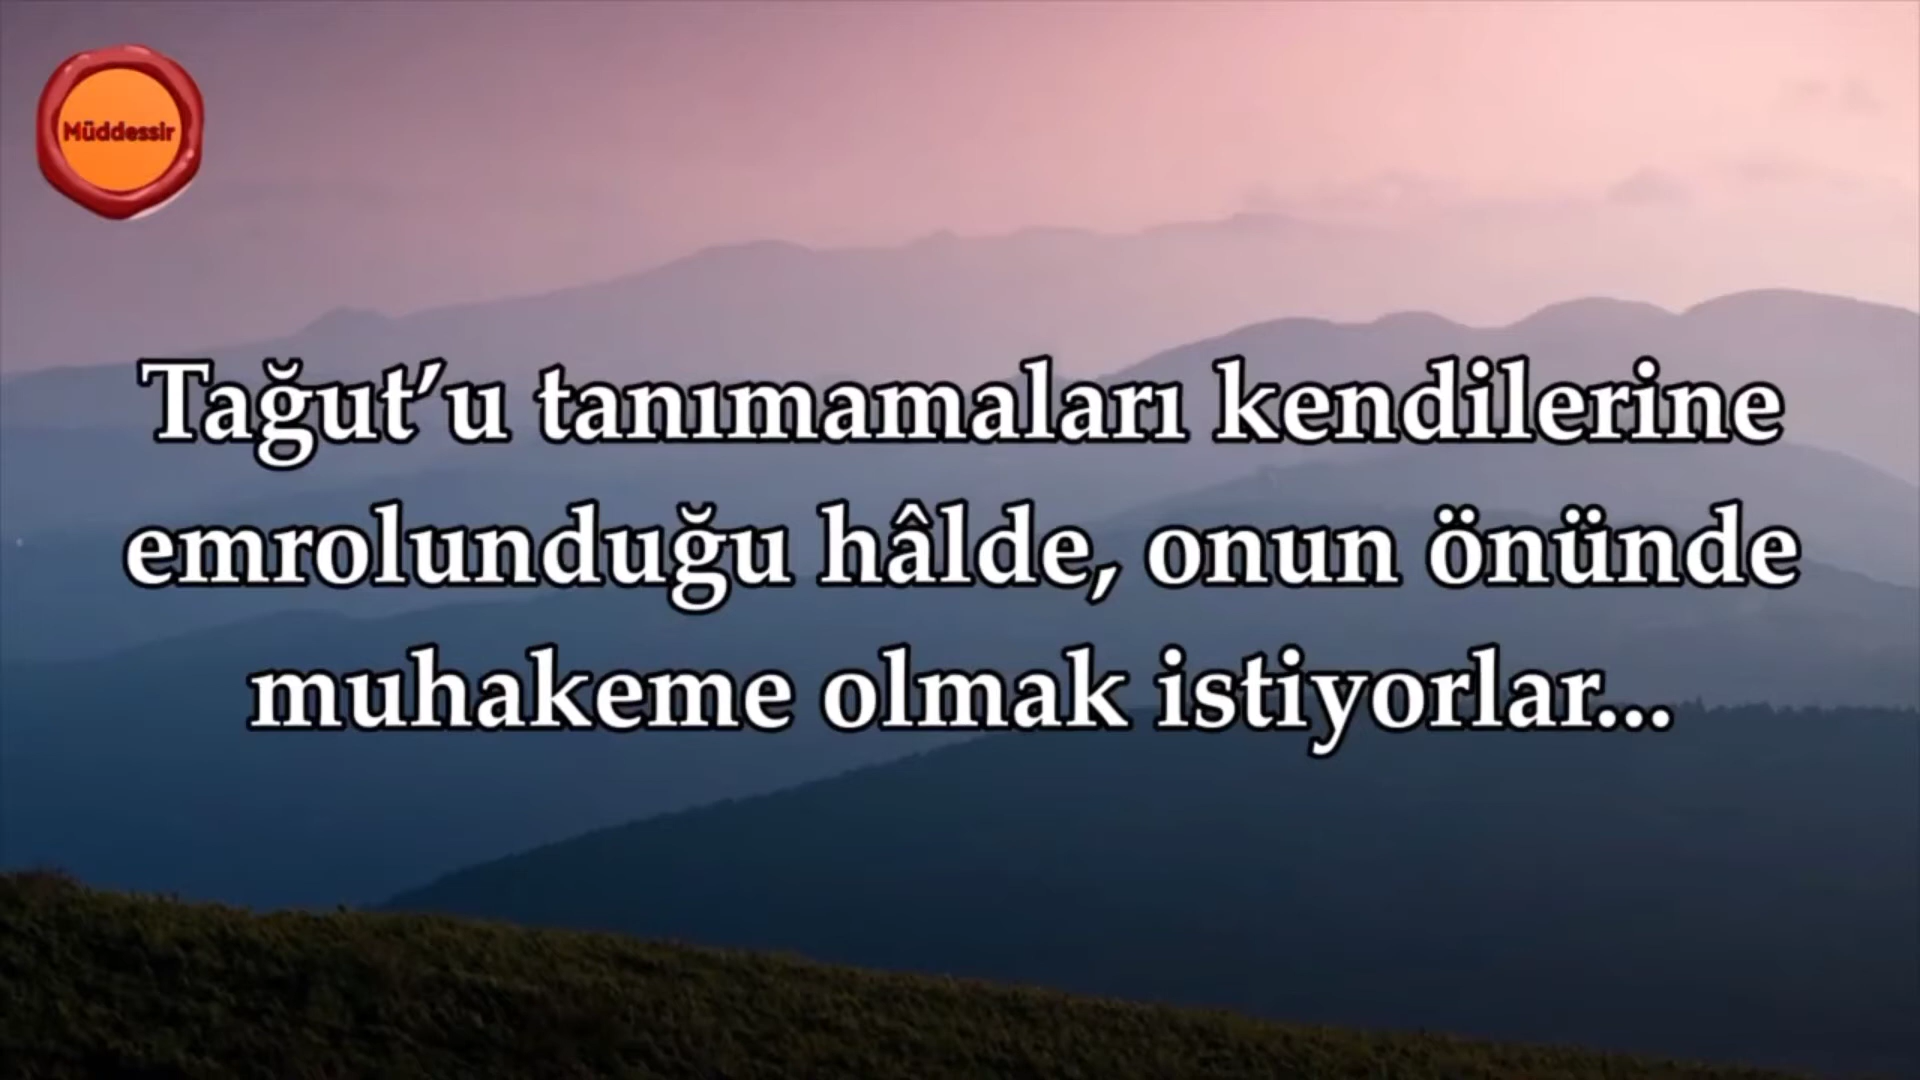 Müddessir
Tağut’u tanımamaları kendilerine
emrolunduğu hâlde, onun önünde
muhakeme olmak istiyorlar...